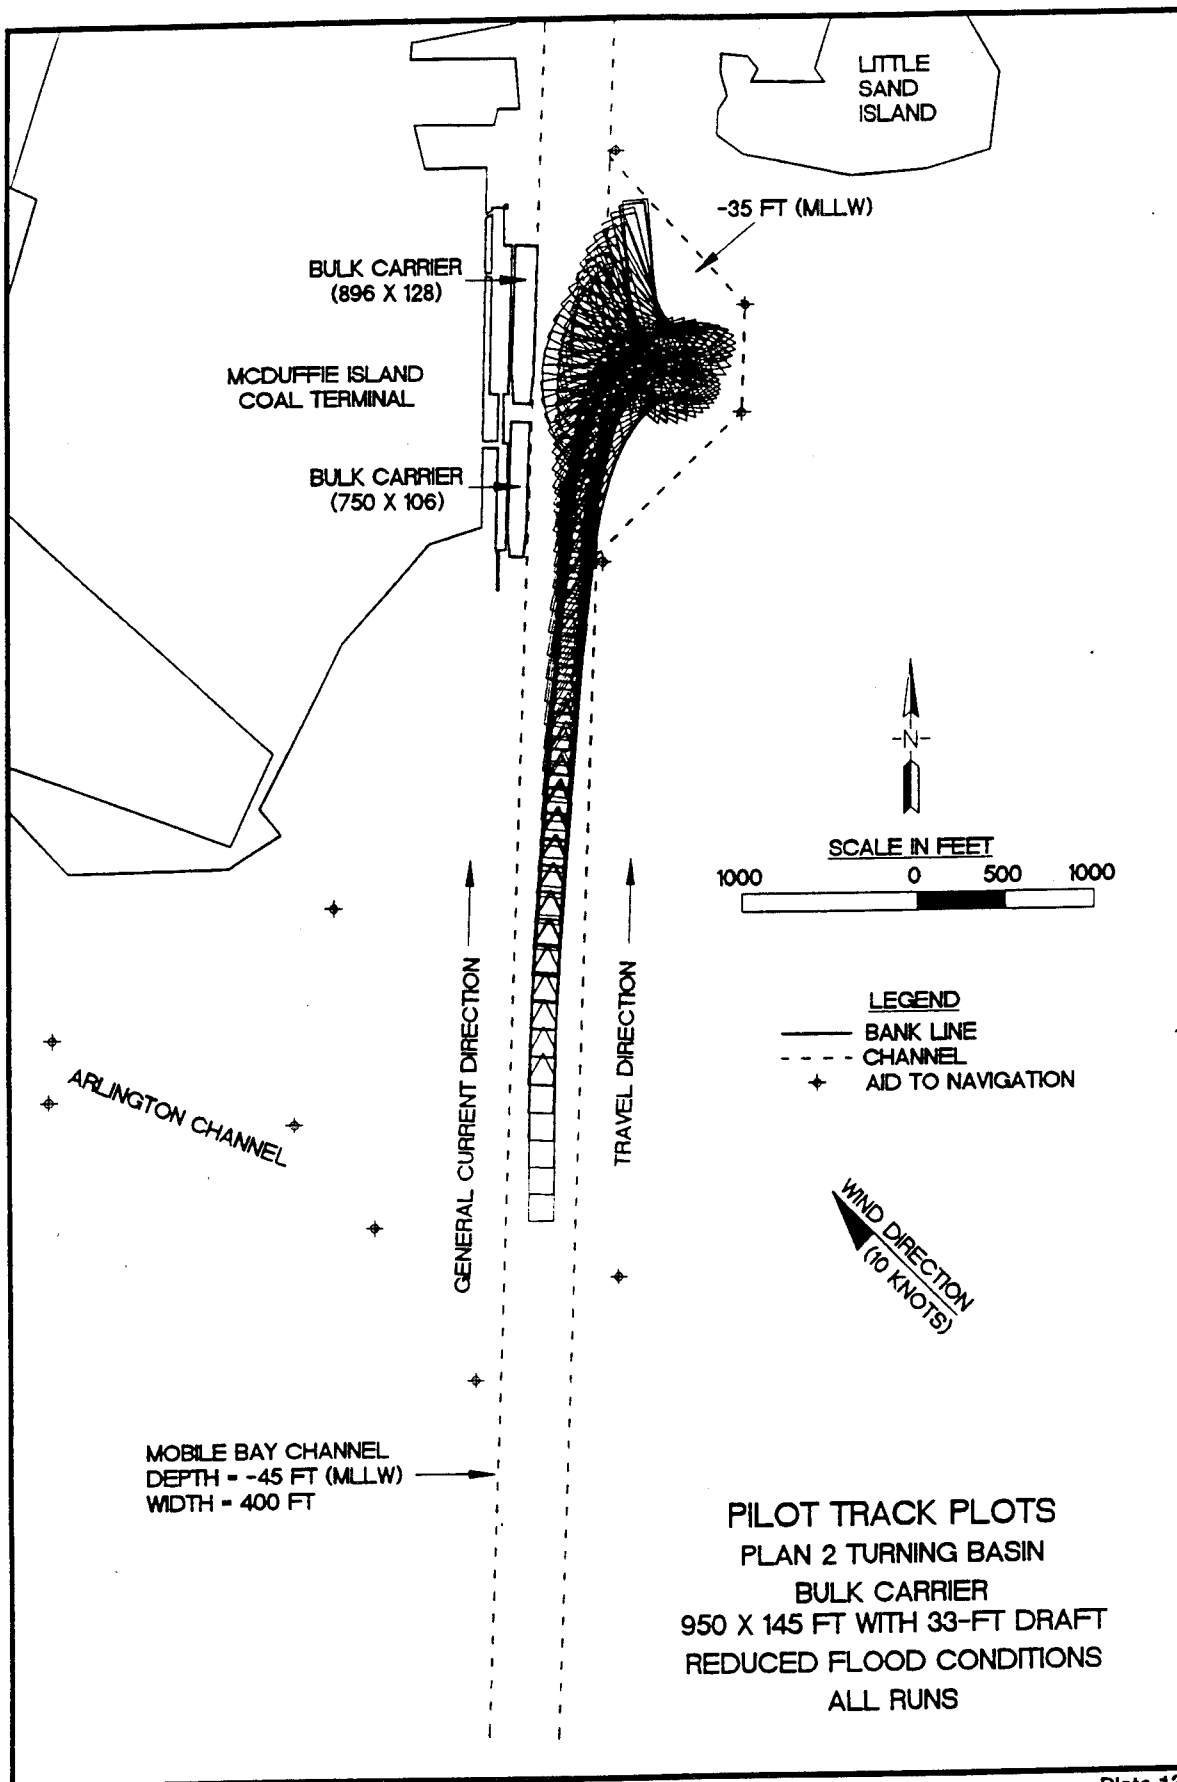 LITTLE
SAND
ISLAND
-35 FT (MLLW)
BULK CARRIER
(896 X 128)
MCDUFFIE ISLAND
COAL TERMINAL
BULK CARRIER
(750 X 106)
-N-
SCALE IN FEET
1000 0 500 1000
GENERAL CURRENT DIRECTION
TRAVEL DIRECTION
LEGEND
BANK LINE
CHANNEL
AID TO NAVIGATION
ARLINGTON CHANNEL
WIND DIRECTION
(10 KNOTS)
MOBILE BAY CHANNEL
DEPTH = -45 FT (MLLW)
WIDTH = 400 FT
PILOT TRACK PLOTS
PLAN 2 TURNING BASIN
BULK CARRIER
950 X 145 FT WITH 33-FT DRAFT
REDUCED FLOOD CONDITIONS
ALL RUNS